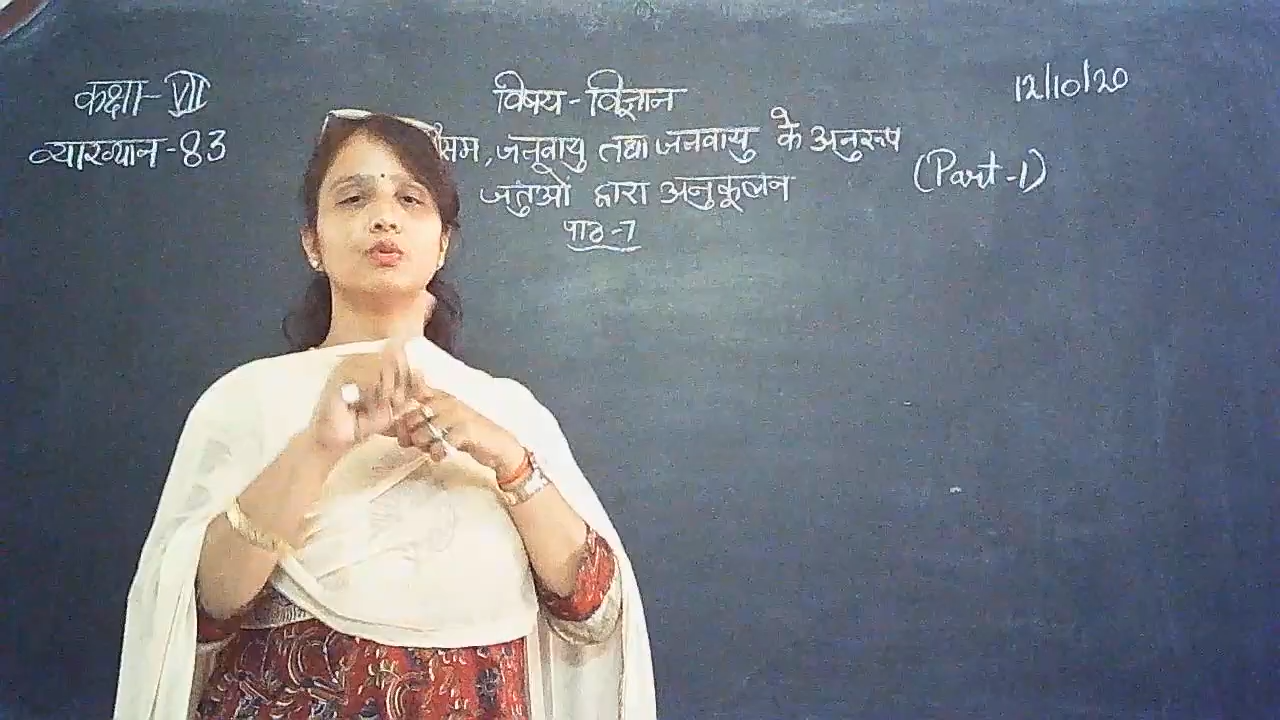 कक्षा-VII
व्याख्यान-83
विषय-विज्ञान
12/10/20
सम, जलवायु तथा जलवायु के अनुरूप
जंतुओं द्वारा अनुकूलन
(Part-1)
पाठ-7